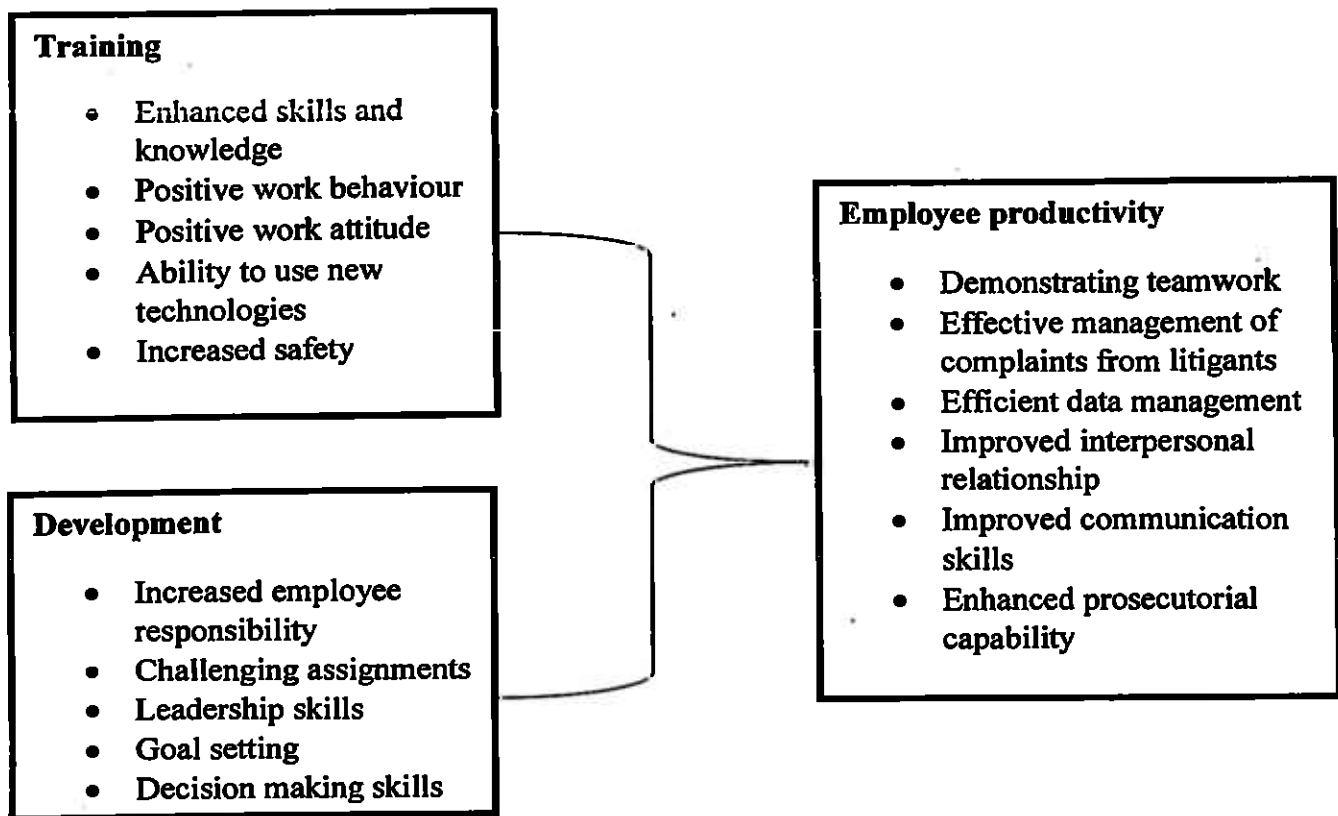 Training
• Enhanced skills and
knowledge
• Positive work behaviour
• Positive work attitude
• Ability to use new
technologies
• Increased safety
Development
• Increased employee
responsibility
• Challenging assignments
• Leadership skills
• Goal setting
• Decision making skills
Employee productivity
• Demonstrating teamwork
• Effective management of
complaints from litigants
• Efficient data management
• Improved interpersonal
relationship
• Improved communication
skills
• Enhanced prosecutorial
capability